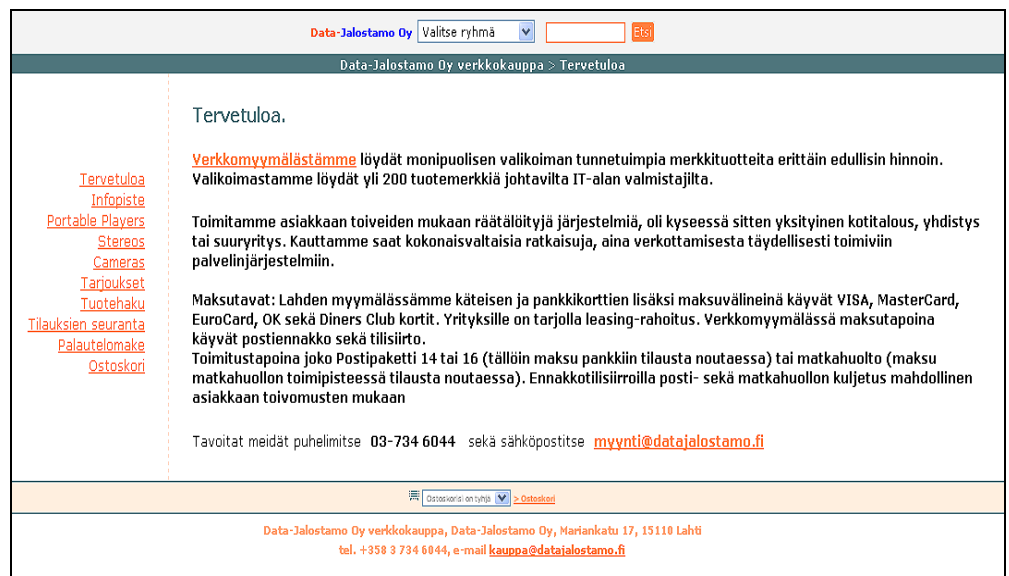 Data-Jalostamo Oy Valitse ryhmä Etsi
Data-Jalostamo Oy verkkokauppa > Tervetuloa
Tervetuloa
Infopiste
Portable Players
Stereos
Cameras
Tarjoukset
Tuotehaku
Tilauksien seuranta
Palautelomake
Ostoskori
Tervetuloa.
Verkkomyymälästämme löydät monipuolisen valikoiman tunnetuimpia merkkituotteita erittäin edullisin hinnoin.
Valikoimastamme löydät yli 200 tuotemerkkiä johtavilta IT-alan valmistajilta.
Toimitamme asiakkaan toiveiden mukaan räätälöityjä järjestelmiä, oli kyseessä sitten yksityinen kotitalous, yhdistys
tai suuryritys. Kauttamme saat kokonaisvaltaisia ratkaisuja, aina verkottamisesta täydellisesti toimiviin
palvelinjärjestelmiin.
Maksutavat: Lahden myymälässämme käteisen ja pankkikorttien lisäksi maksuvälineinä käyvät VISA, MasterCard,
EuroCard, OK sekä Diners Club kortit. Yrityksille on tarjolla leasing-rahoitus. Verkkomyymälässä maksutapoina
käyvät postiennakko sekä tilisiirto.
Toimitustapoina joko Postipaketti 14 tai 16 (tällöin maksu pankkiin tilausta noutaessa) tai matkahuolto (maksu
matkahuollon toimipisteessä tilausta noutaessa). Ennakkotilisiirroilla posti- sekä matkahuollon kuljetus mahdollinen
asiakkaan toivomusten mukaan
Tavoitat meidät puhelimitse 03-734 6044 sekä sähköpostitse myynti@datajalostamo.fi
Ostoskorisi on tyhjä > Ostoskori
Data-Jalostamo Oy verkkokauppa, Data-Jalostamo Oy, Mariankatu 17, 15110 Lahti
tel. +358 3 734 6044, e-mail kauppa@datajalostamo.fi